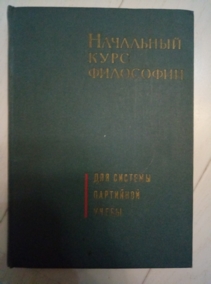 НАЧАЛЬНЫЙ
КУРС
ФИЛОСОФИИ
ДЛЯ СИСТЕМЫ
ПАРТИЙНОЙ
УЧЕБЫ